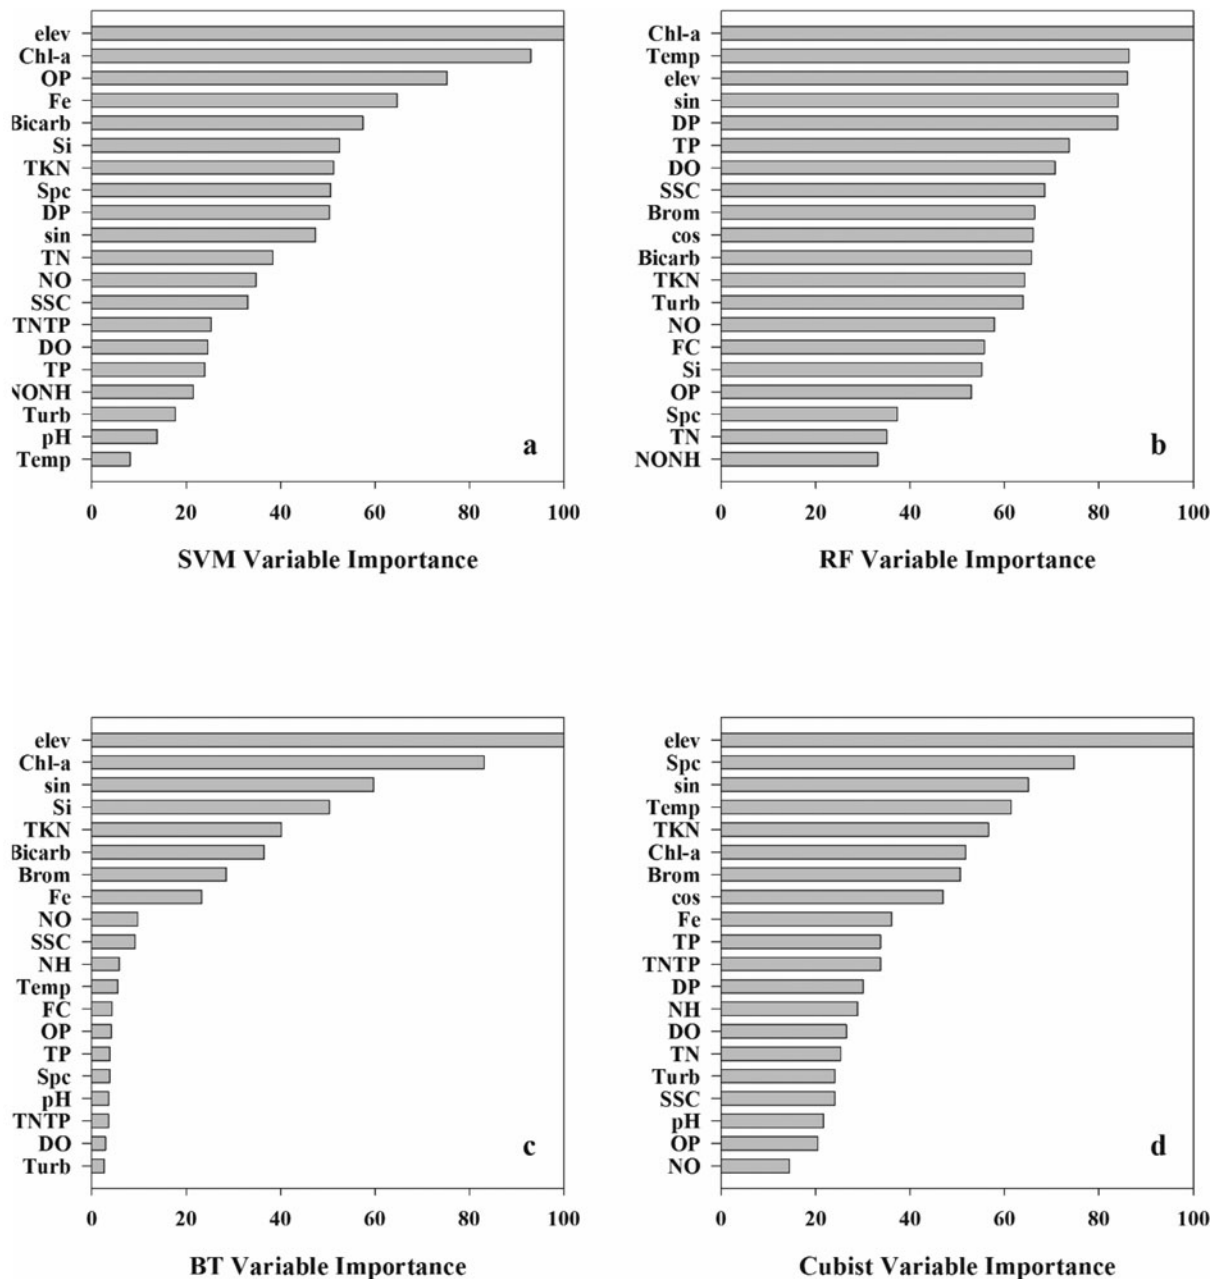 elev
Chl-a
OP
Fe
Bicarb
Si
TKN
Spc
DP
sin
TN
NO
SSC
TNTP
DO
TP
NONH
Turb
pH
Temp
a
0 20 40 60 80 100
SVM Variable Importance
Chl-a
Temp
elev
sin
DP
TP
DO
SSC
Brom
cos
Bicarb
TKN
Turb
NO
FC
Si
OP
Spc
TN
NONH
b
0 20 40 60 80 100
RF Variable Importance
elev
Chl-a
sin
Si
TKN
Bicarb
Brom
Fe
NO
SSC
NH
Temp
FC
OP
TP
Spc
pH
TNTP
DO
Turb
c
0 20 40 60 80 100
BT Variable Importance
elev
Spc
sin
Temp
TKN
Chl-a
Brom
cos
Fe
TP
TNTP
DP
NH
DO
TN
Turb
SSC
pH
OP
NO
d
0 20 40 60 80 100
Cubist Variable Importance